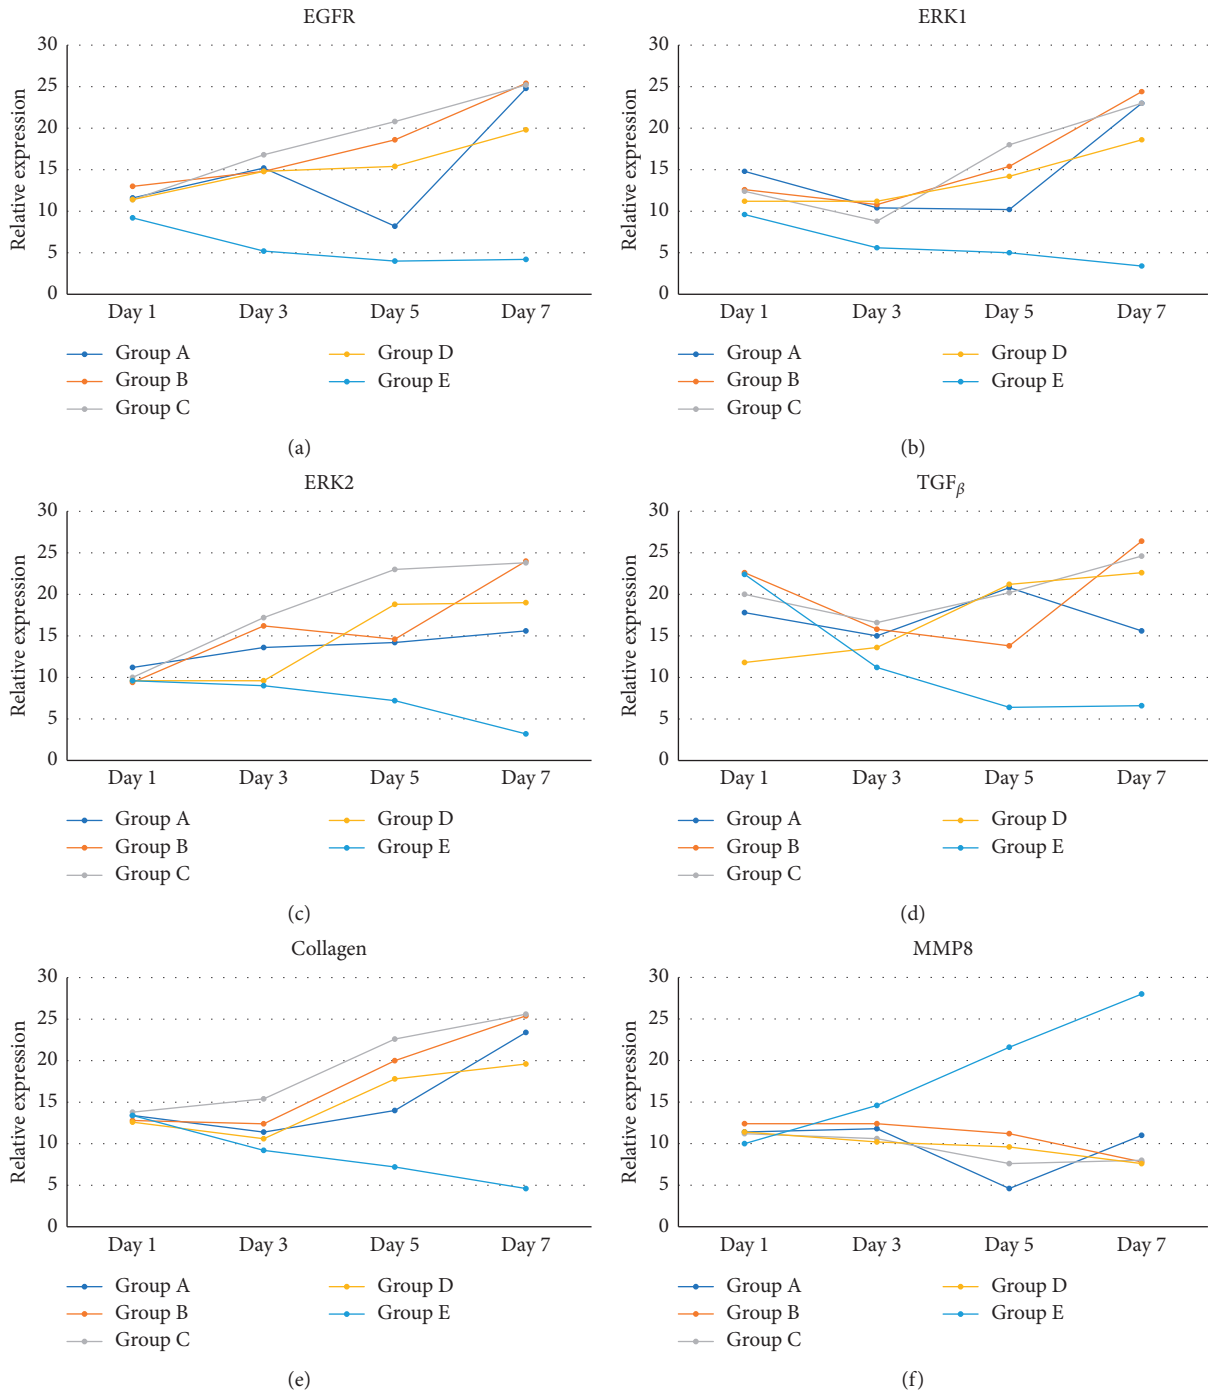 EGFR
Relative expression
30
25
20
15
10
5
0
Day 1 Day 3 Day 5 Day 7
Group A Group D
Group B Group E
Group C
(a)
ERK1
Relative expression
30
25
20
15
10
5
0
Day 1 Day 3 Day 5 Day 7
Group A Group D
Group B Group E
Group C
(b)
ERK2
Relative expression
30
25
20
15
10
5
0
Day 1 Day 3 Day 5 Day 7
Group A Group D
Group B Group E
Group C
(c)
TGFβ
Relative expression
30
25
20
15
10
5
0
Day 1 Day 3 Day 5 Day 7
Group A Group D
Group B Group E
Group C
(d)
Collagen
Relative expression
30
25
20
15
10
5
0
Day 1 Day 3 Day 5 Day 7
Group A Group D
Group B Group E
Group C
(e)
MMP8
Relative expression
30
25
20
15
10
5
0
Day 1 Day 3 Day 5 Day 7
Group A Group D
Group B Group E
Group C
(f)